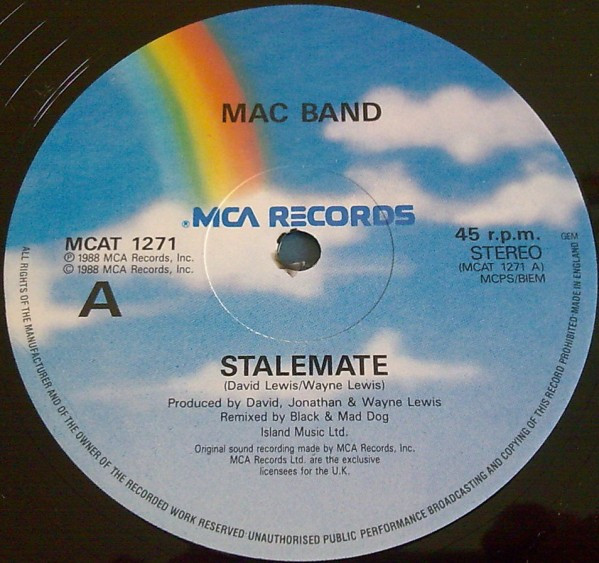 MAC BAND
® MCA RECORDS
MCAT 1271
℗ 1988 MCA Records, Inc.
© 1988 MCA Records, Inc.
A
45 r.p.m.
STEREO
(MCAT 1271 A)
MCPS/BIEM
GEM
STALEMATE
(David Lewis/Wayne Lewis)
Produced by David, Jonathan & Wayne Lewis
Remixed by Black & Mad Dog
Island Music Ltd.
Original sound recording made by MCA Records, Inc.
MCA Records Ltd. are the exclusive
licensees for the U.K.
ALL RIGHTS OF THE MANUFACTURER AND OF THE OWNER OF THE RECORDED WORK RESERVED·UNAUTHORISED PUBLIC PERFORMANCE BROADCASTING AND COPYING OF THIS RECORD PROHIBITED·MADE IN ENGLAND